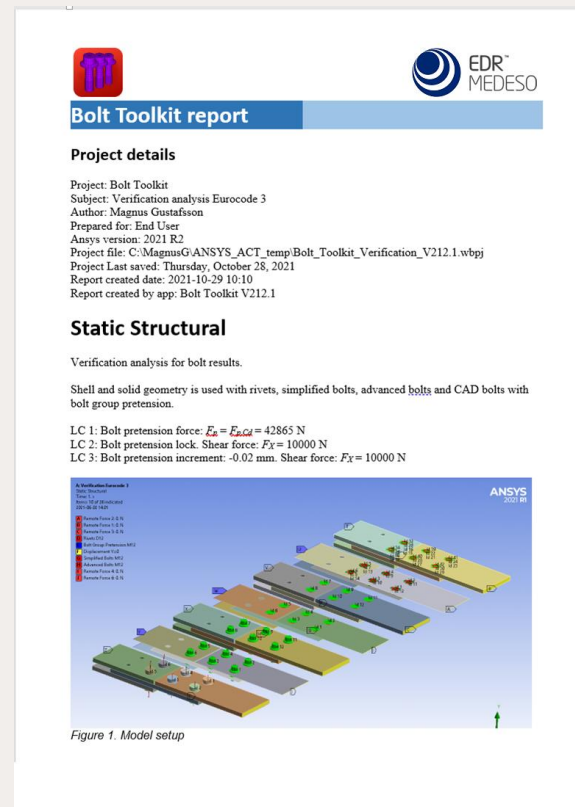 EDR™
MEDESO
Bolt Toolkit report
Project details
Project: Bolt Toolkit
Subject: Verification analysis Eurocode 3
Author: Magnus Gustafsson
Prepared for: End User
Ansys version: 2021 R2
Project file: C:\MagnusG\ANSYS_ACT_temp\Bolt_Toolkit_Verification_V212.1.wbpj
Project Last saved: Thursday, October 28, 2021
Report created date: 2021-10-29 10:10
Report created by app: Bolt Toolkit V212.1
Static Structural
Verification analysis for bolt results.
Shell and solid geometry is used with rivets, simplified bolts, advanced bolts and CAD bolts with
bolt group pretension.
LC 1: Bolt pretension force: Fp = Fp,Cd = 42865 N
LC 2: Bolt pretension lock. Shear force: FX = 10000 N
LC 3: Bolt pretension increment: -0.02 mm. Shear force: FX = 10000 N
A: Verification Eurocode 3
Static Structural
ANSYS
2021 R1
Figure 1. Model setup